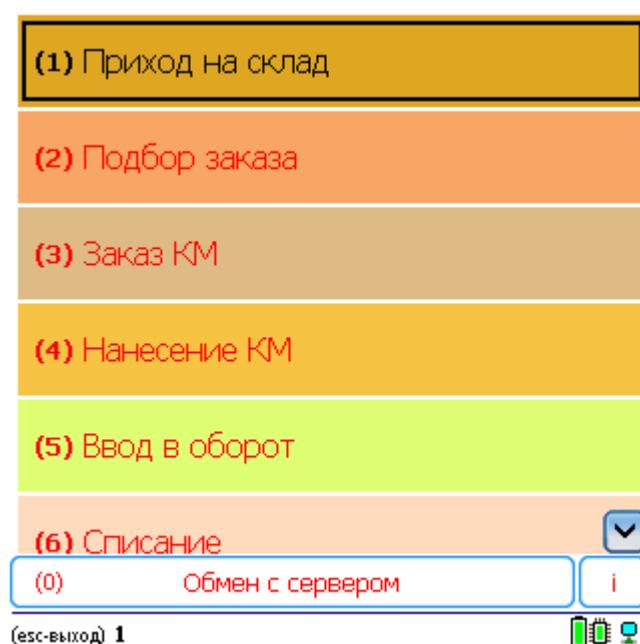 (1) Приход на склад
(2) Подбор заказа
(3) Заказ КМ
(4) Нанесение КМ
(5) Ввод в оборот
(6) Списание
(0) Обмен с сервером i
(esc-выход) 1